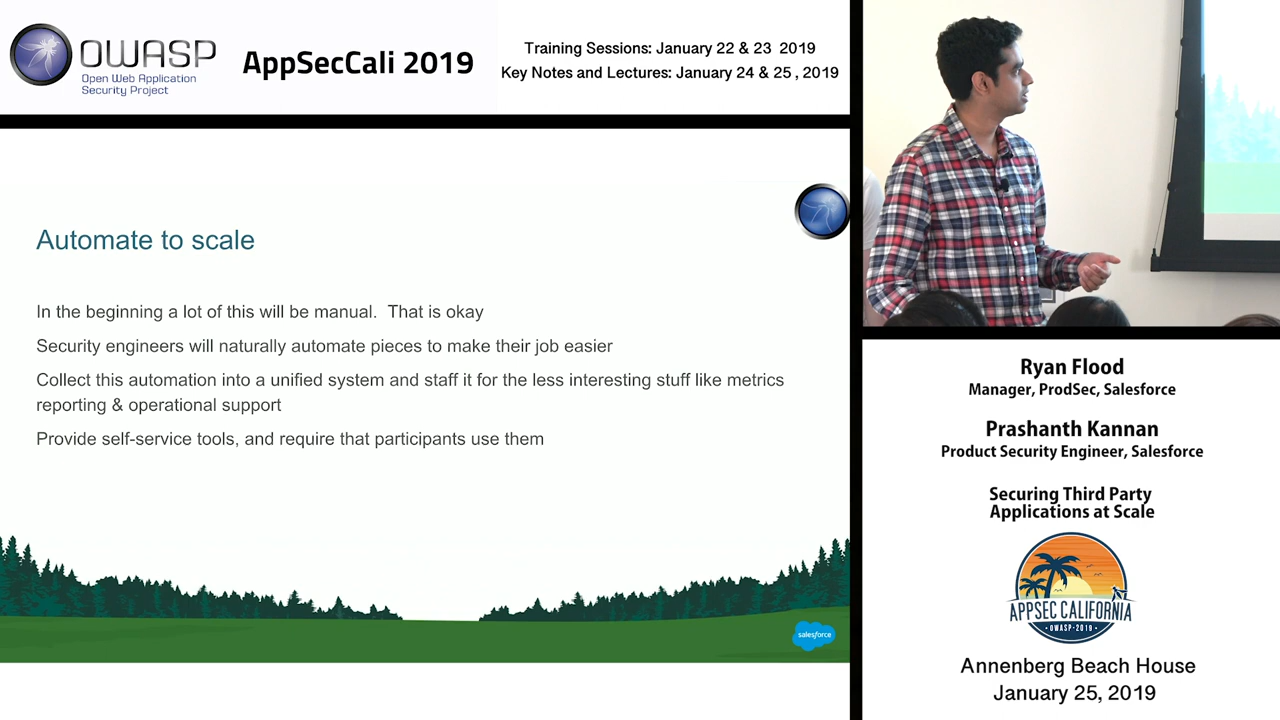 OWASP
Open Web Application
Security Project
AppSecCali 2019
Training Sessions: January 22 & 23 2019
Key Notes and Lectures: January 24 & 25 , 2019
Automate to scale
In the beginning a lot of this will be manual. That is okay
Security engineers will naturally automate pieces to make their job easier
Collect this automation into a unified system and staff it for the less interesting stuff like metrics
reporting & operational support
Provide self-service tools, and require that participants use them
salesforce
Ryan Flood
Manager, ProdSec, Salesforce
Prashanth Kannan
Product Security Engineer, Salesforce
Securing Third Party
Applications at Scale
APPSEC CALIFORNIA
• OWASP-2019 •
Annenberg Beach House
January 25, 2019